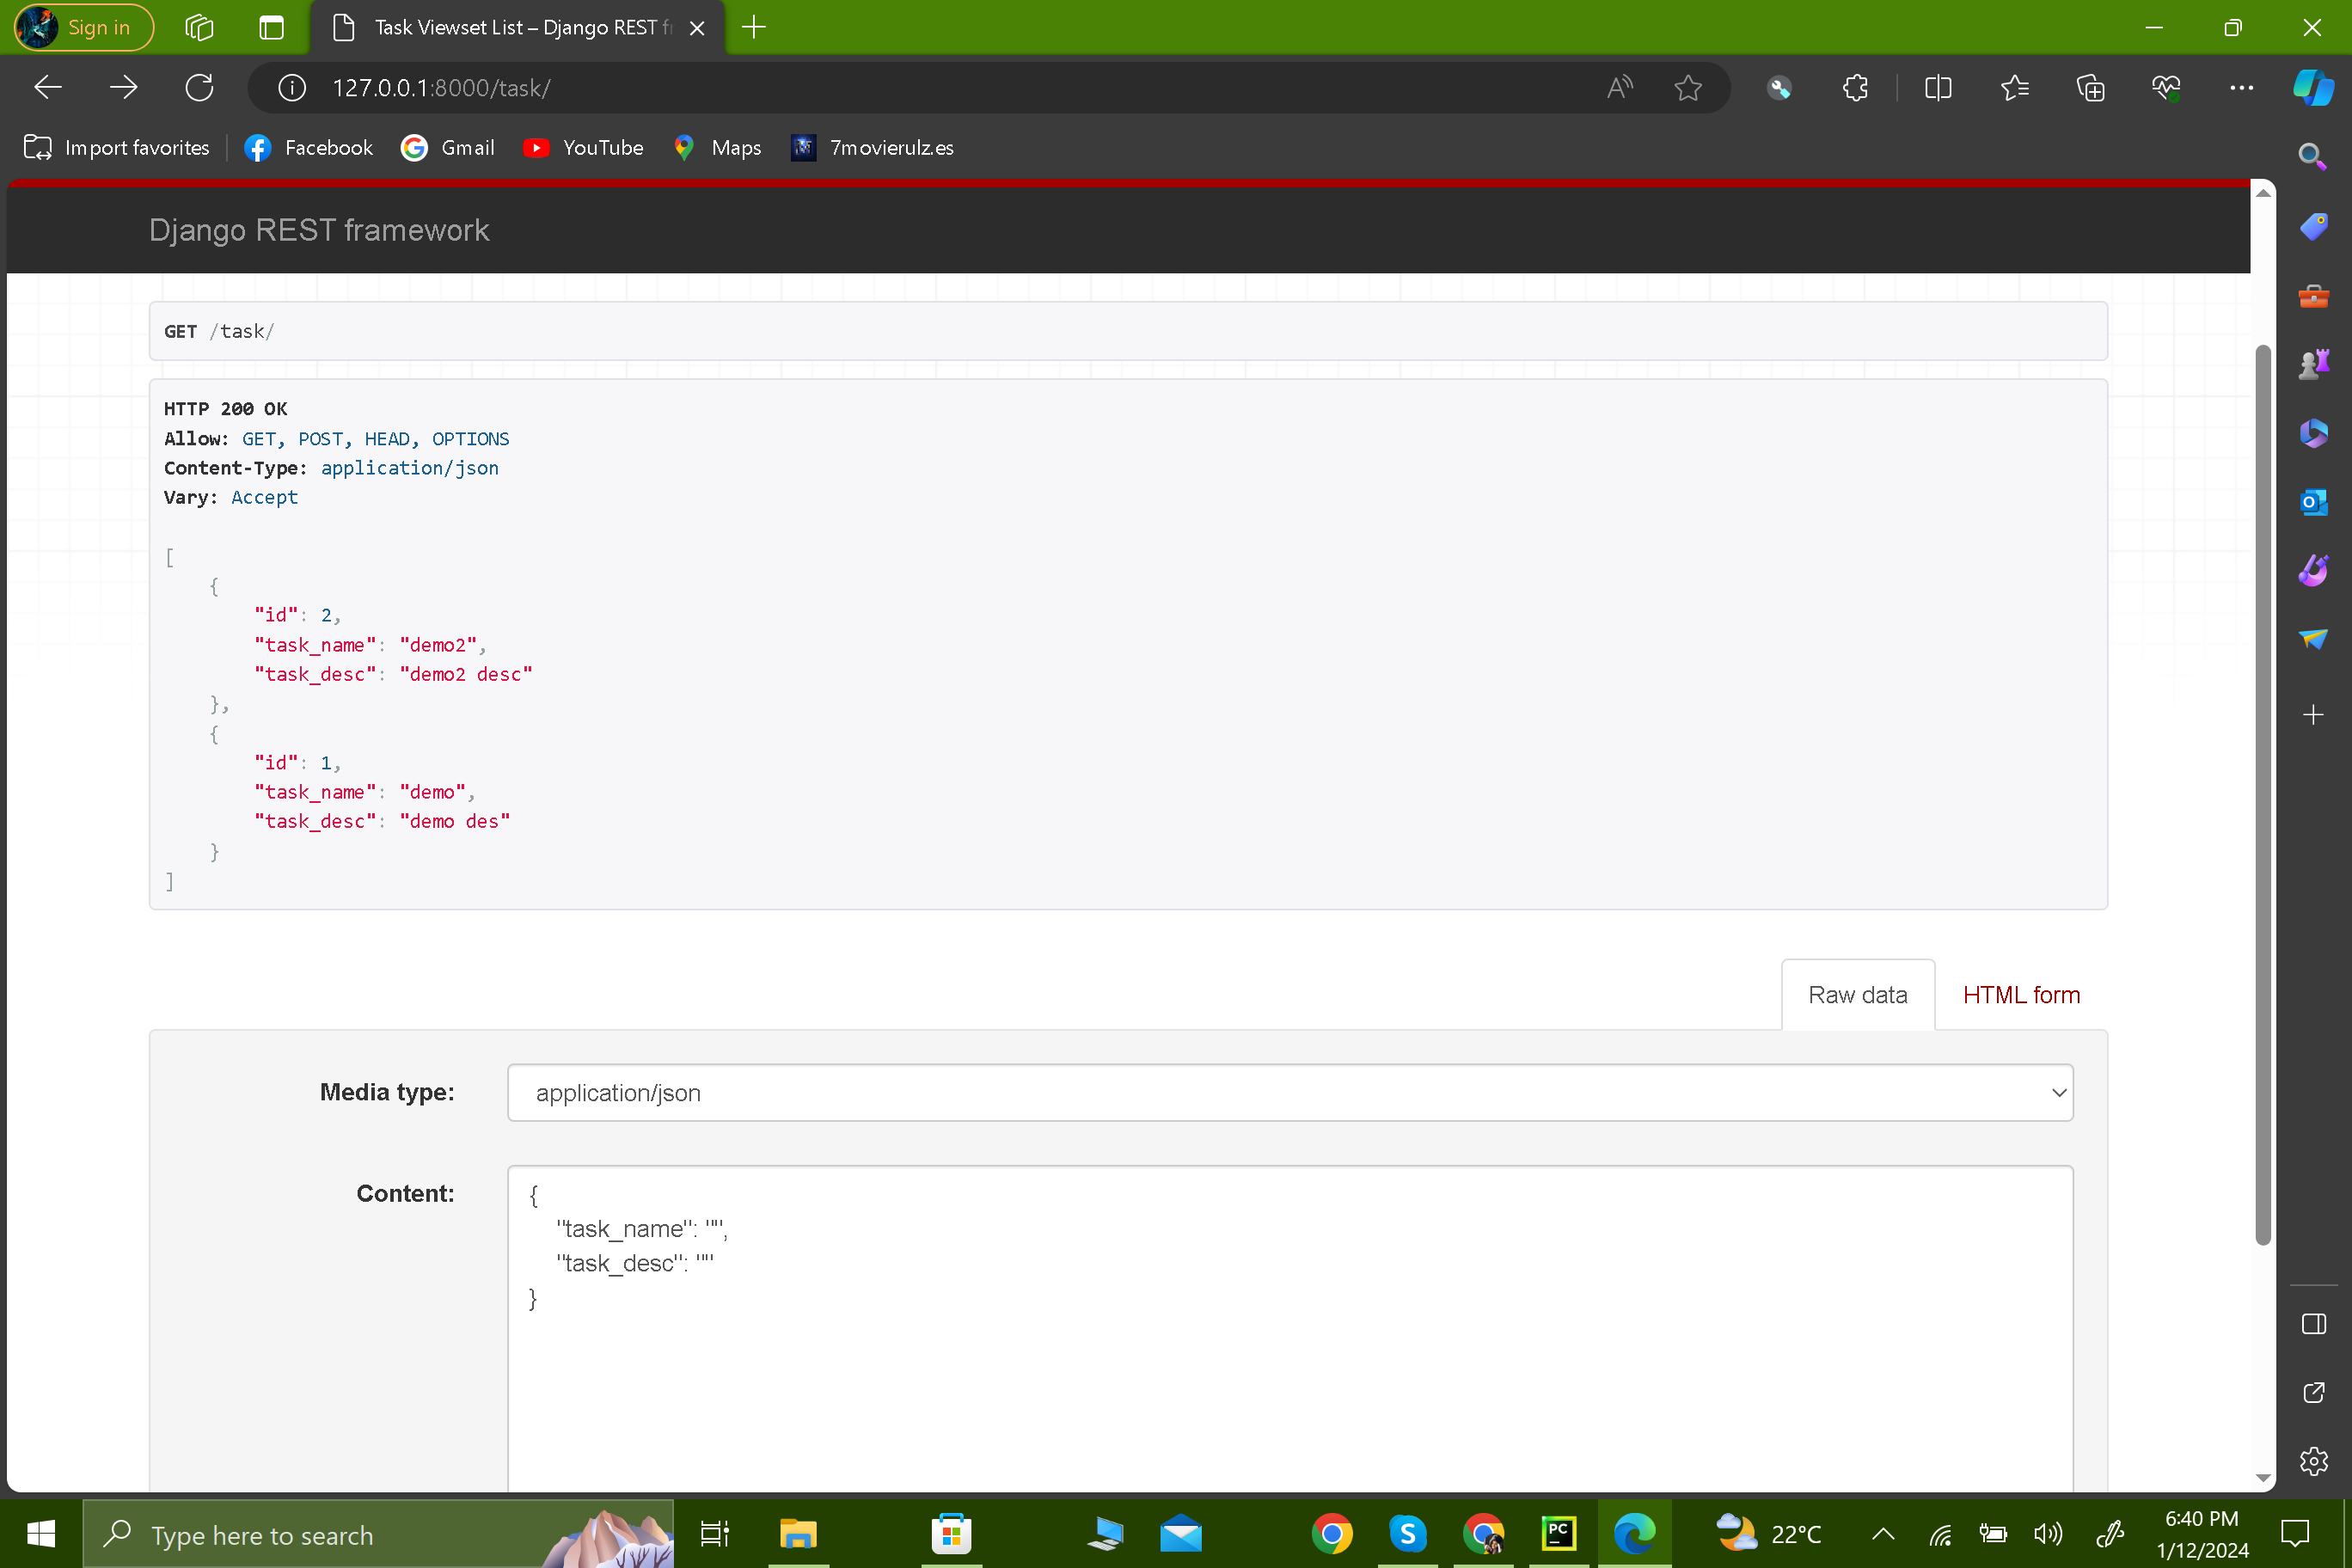 Sign in
Task Viewset List – Django REST fr
127.0.0.1:8000/task/
Import favorites
Facebook
Gmail
YouTube
Maps
7movierulz.es
Django REST framework
GET /task/
HTTP 200 OK
Allow: GET, POST, HEAD, OPTIONS
Content-Type: application/json
Vary: Accept
[
    {
        "id": 2,
        "task_name": "demo2",
        "task_desc": "demo2 desc"
    },
    {
        "id": 1,
        "task_name": "demo",
        "task_desc": "demo des"
    }
]
Raw data
HTML form
Media type:
application/json
Content:
{
    "task_name": "",
    "task_desc": ""
}
Type here to search
22°C
6:40 PM
1/12/2024